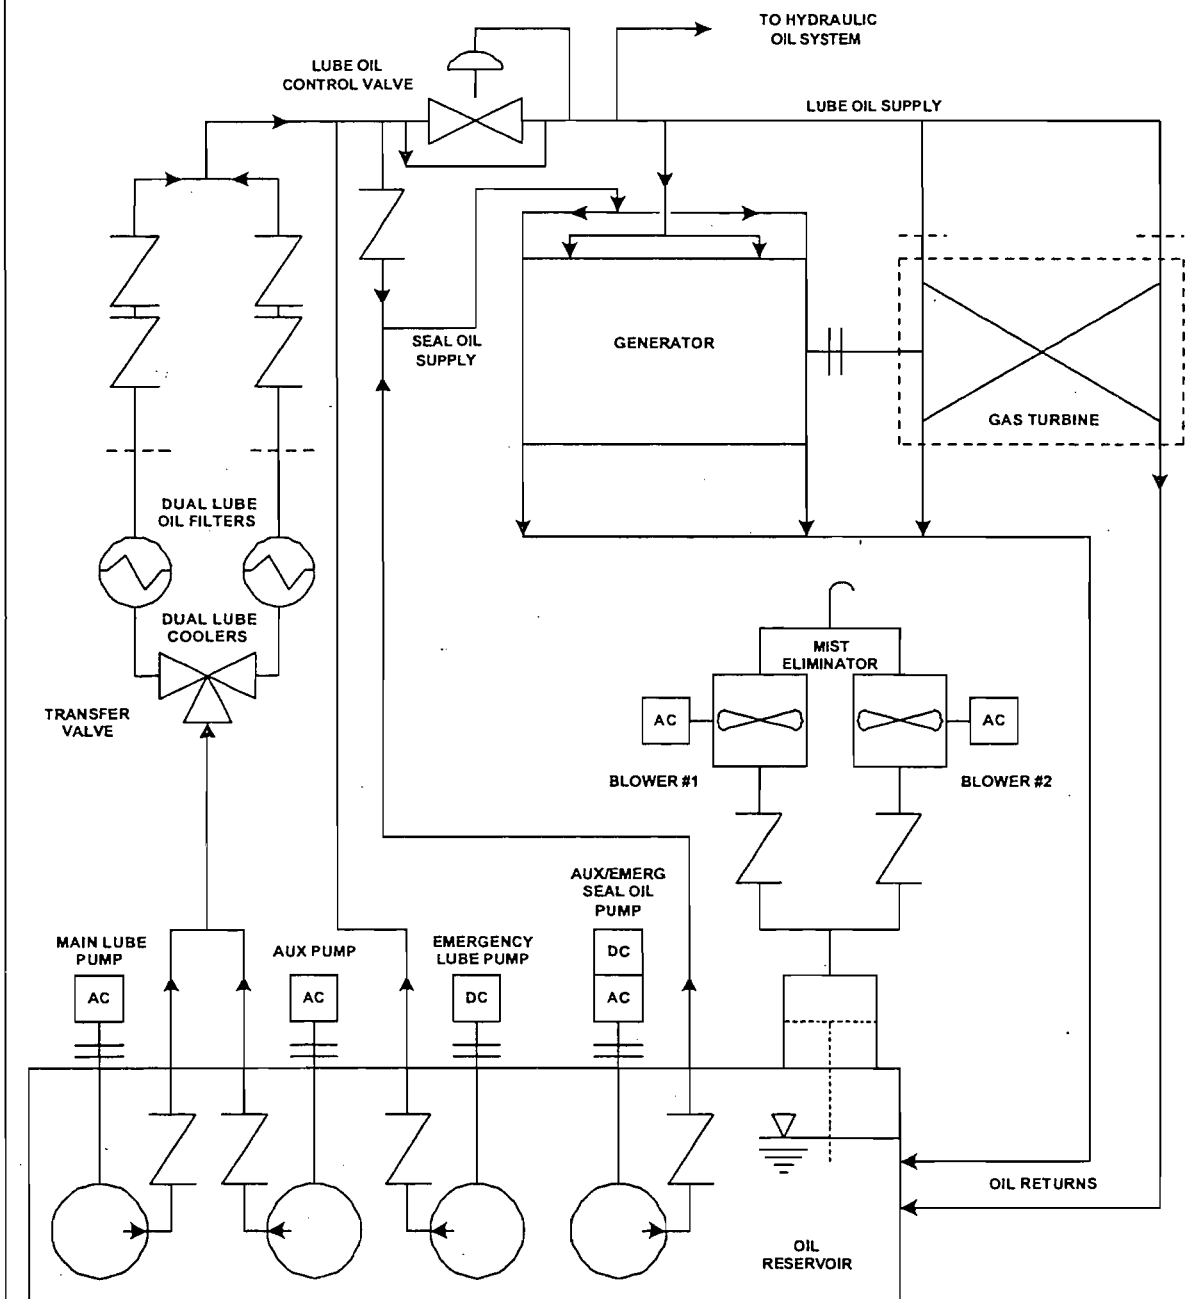 TO HYDRAULIC
OIL SYSTEM
LUBE OIL
CONTROL VALVE
LUBE OIL SUPPLY
SEAL OIL
SUPPLY
GENERATOR
GAS TURBINE
DUAL LUBE
OIL FILTERS
DUAL LUBE
COOLERS
TRANSFER
VALVE
MIST
ELIMINATOR
AC
AC
BLOWER #1
BLOWER #2
AUX/EMERG
SEAL OIL
PUMP
MAIN LUBE
PUMP
AUX PUMP
EMERGENCY
LUBE PUMP
DC
AC
AC
DC
AC
OIL RETURNS
OIL
RESERVOIR